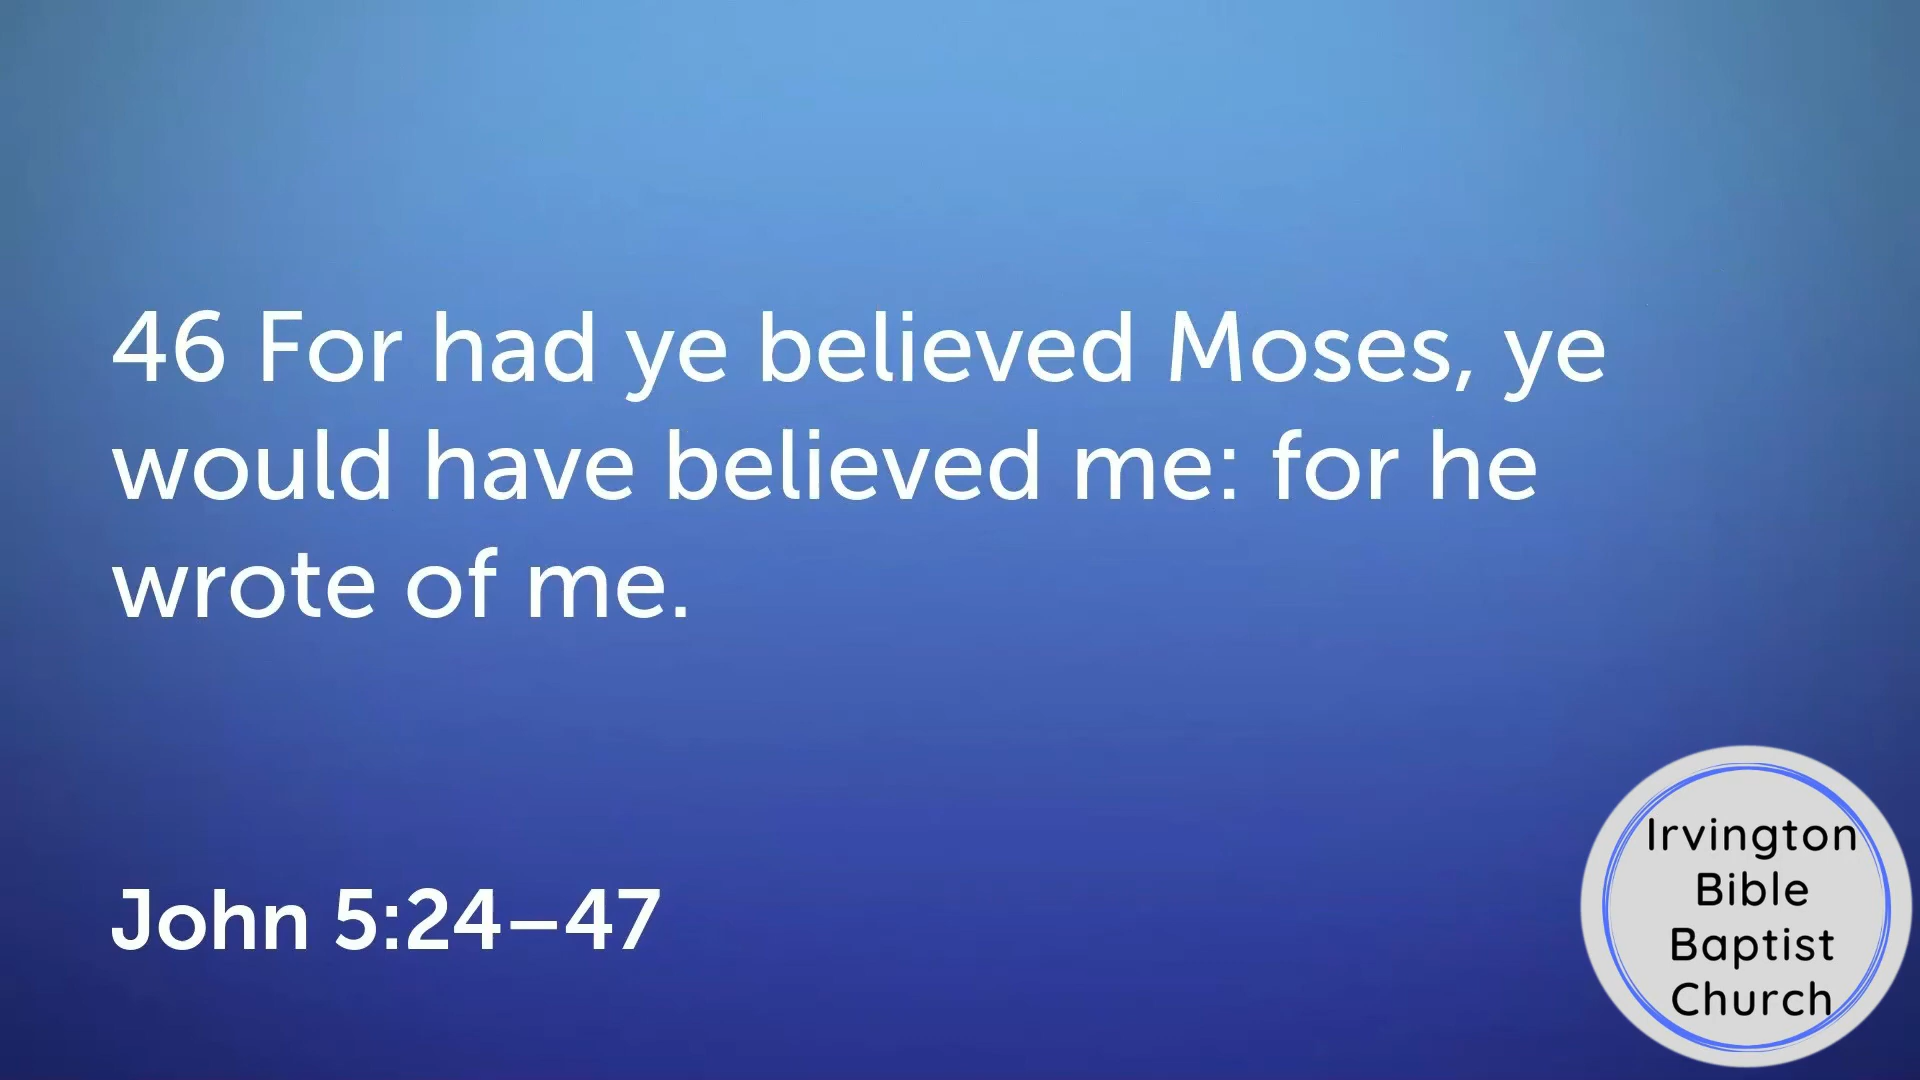 46 For had ye believed Moses, ye
would have believed me: for he
wrote of me.
John 5:24–47
Irvington
Bible
Baptist
Church